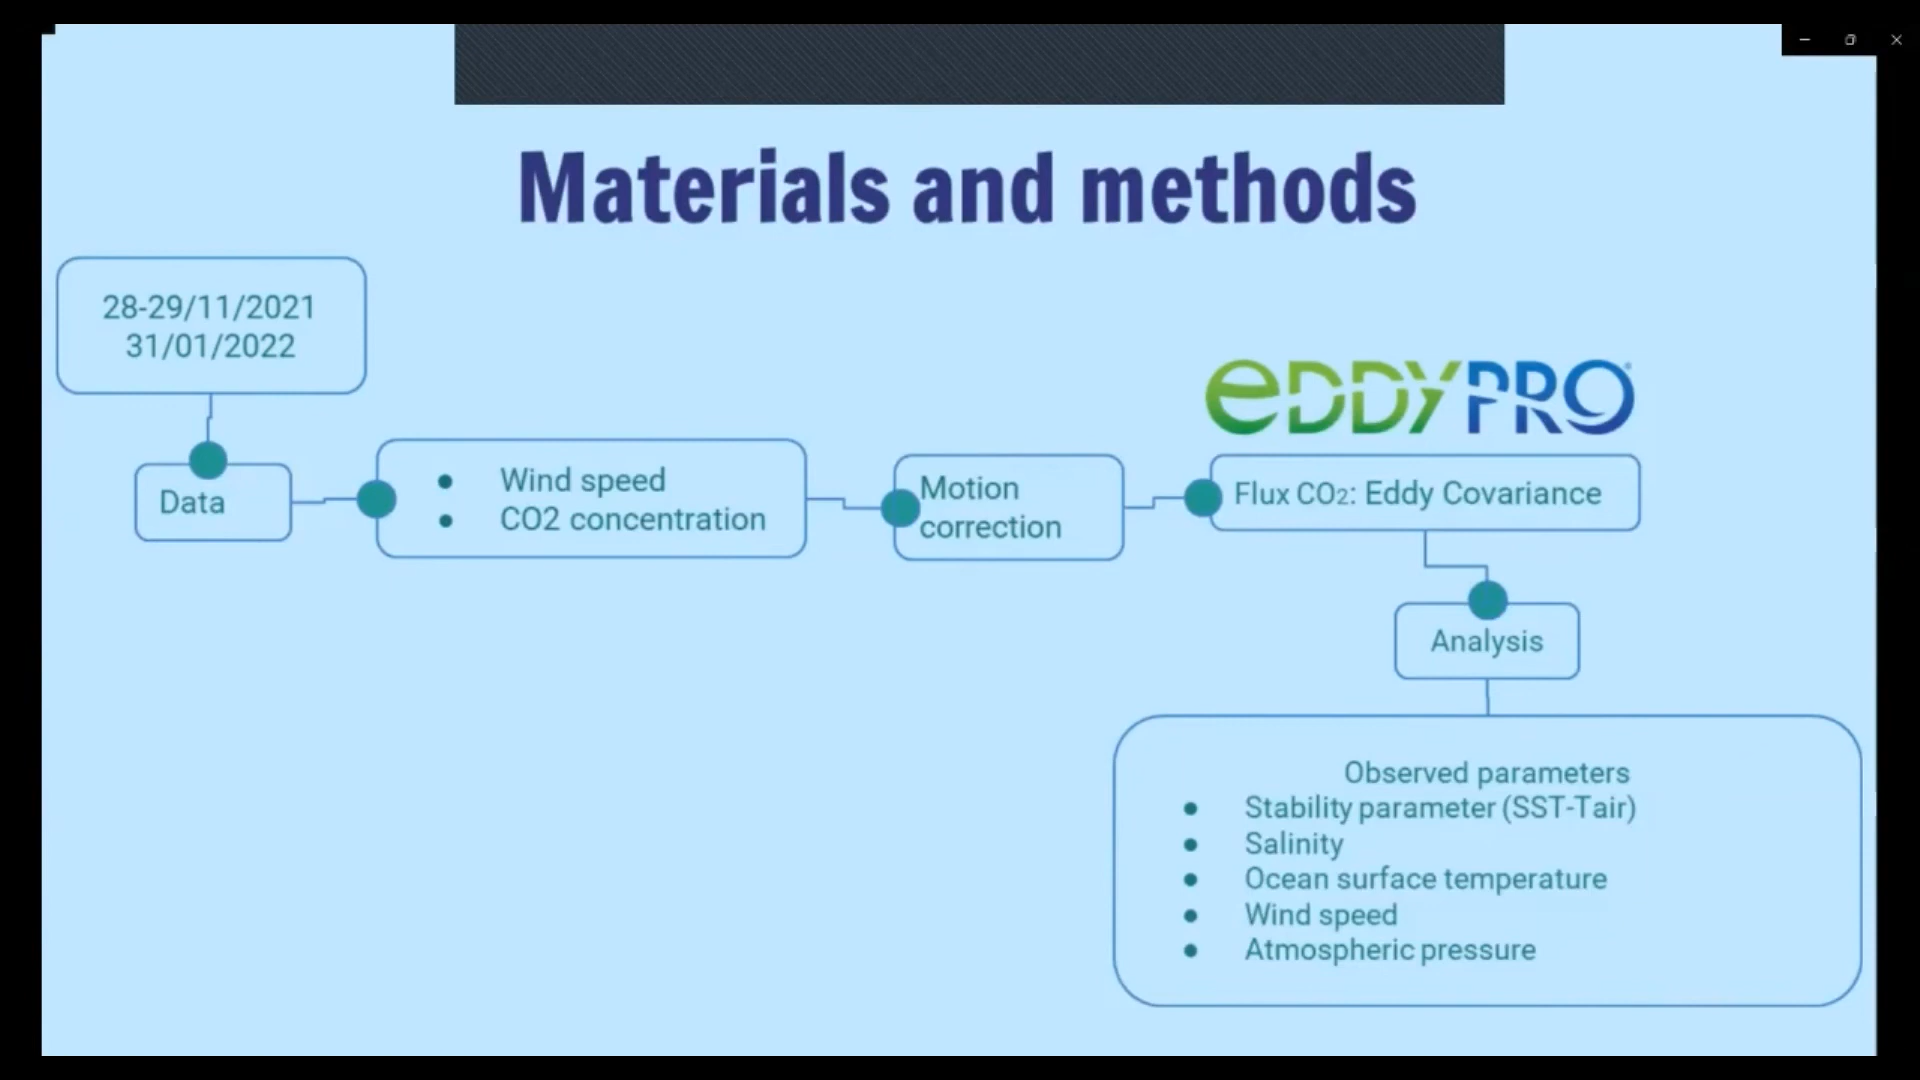 Materials and methods
28-29/11/2021
31/01/2022
Data
Wind speed
CO2 concentration
Motion
correction
eDDYPRO®
Flux CO2: Eddy Covariance
Analysis
Observed parameters
Stability parameter (SST-Tair)
Salinity
Ocean surface temperature
Wind speed
Atmospheric pressure